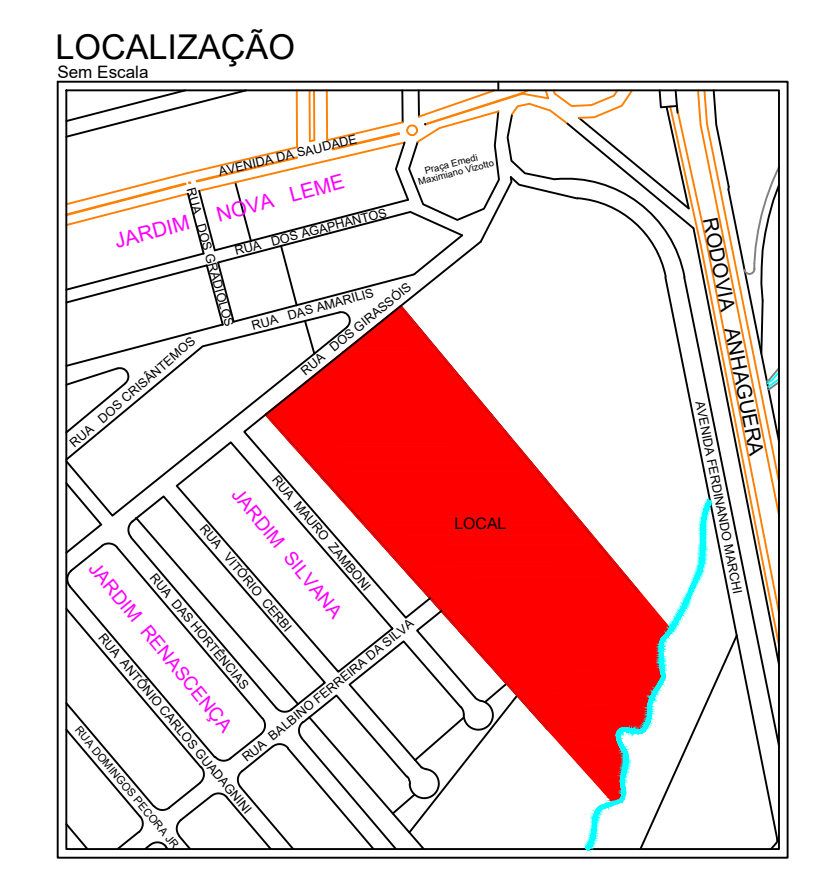 LOCALIZAÇÃO
Sem Escala
AVENIDA DA SAUDADE
Praça Emedi
Maximiano Vizotto
JARDIM NOVA LEME
RUA DOS GRADIOLOS
RUA DOS AGAPHANTOS
RODOVIA ANHAGUERA
RUA DAS AMARILIS
RUA DOS GIRASSÓIS
RUA DOS CRISÂNTEMOS
AVENIDA FERDINANDO MARCHI
LOCAL
RUA MAURO ZAMBONI
JARDIM SILVANA
RUA VITÓRIO CERBI
RUA DAS HORTÊNCIAS
JARDIM RENASCENÇA
RUA BALBINO FERREIRA DA SILVA
RUA ANTÔNIO CARLOS GUADAGNINI
RUA DOMINGOS PECORA JR